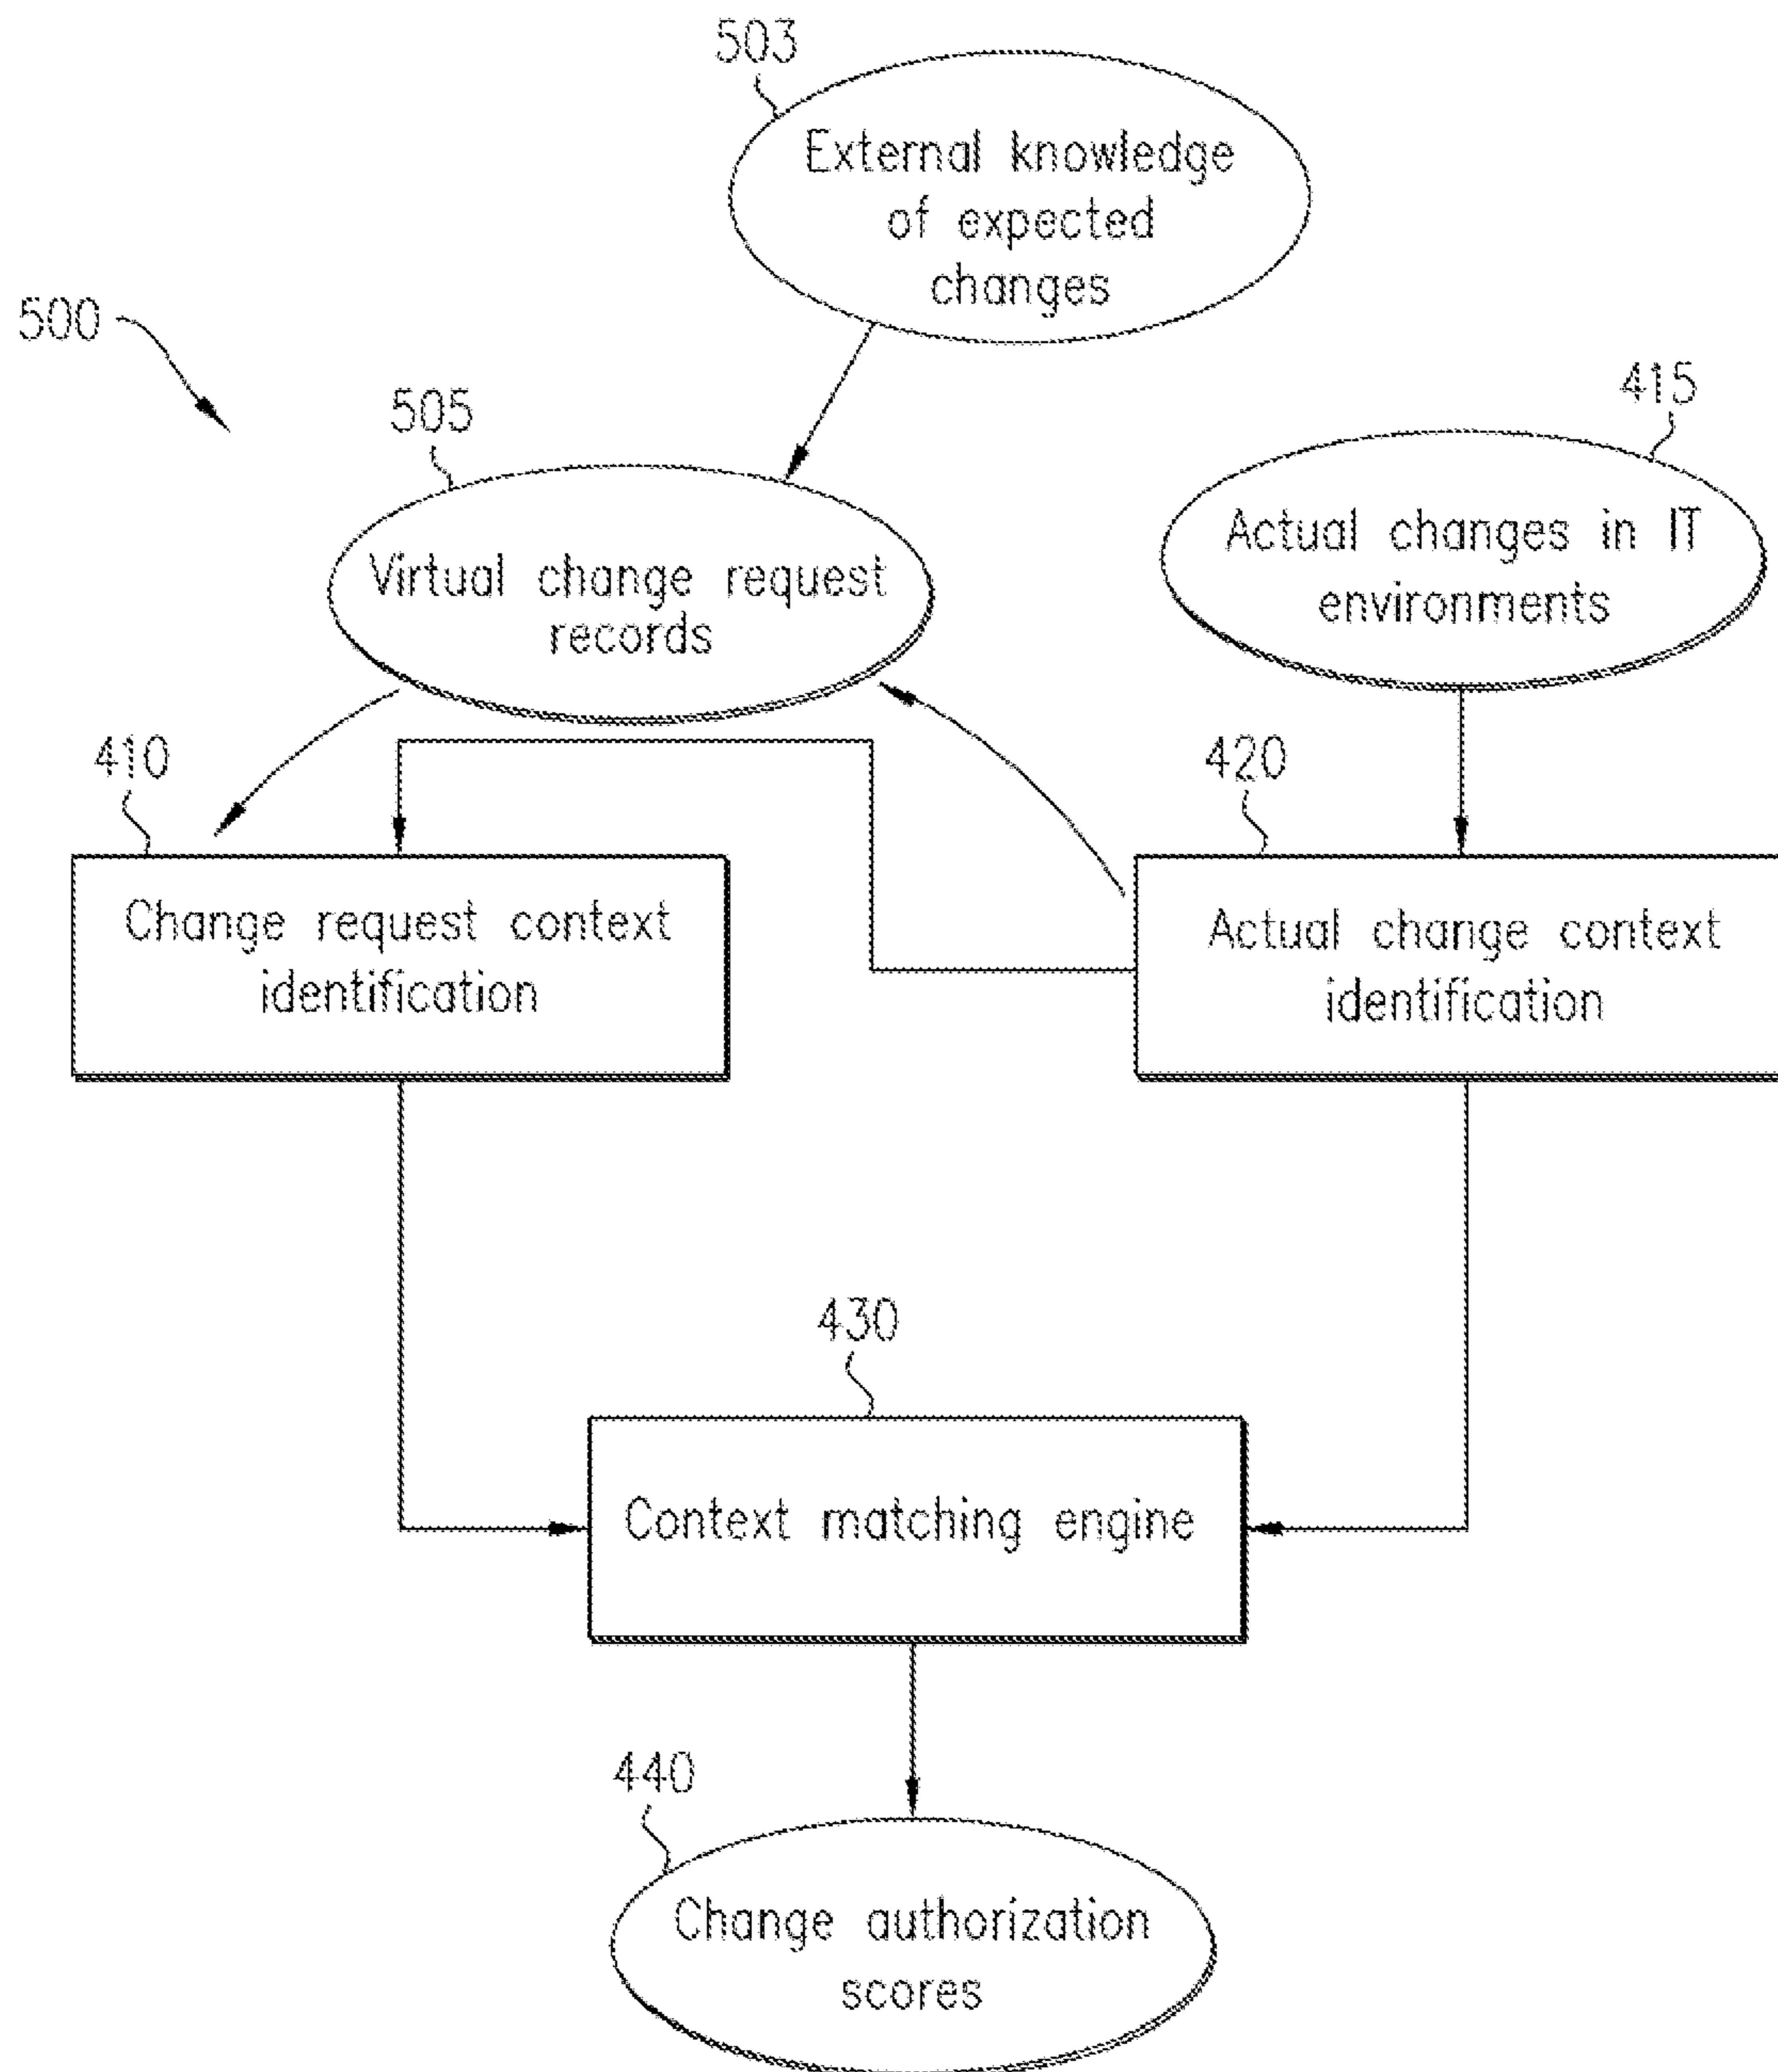 503
External knowledge
of expected
changes
500
505
415
Virtual change request
records
Actual changes in IT
environments
410
420
Change request context
identification
Actual change context
identification
430
Context matching engine
440
Change authorization
scores